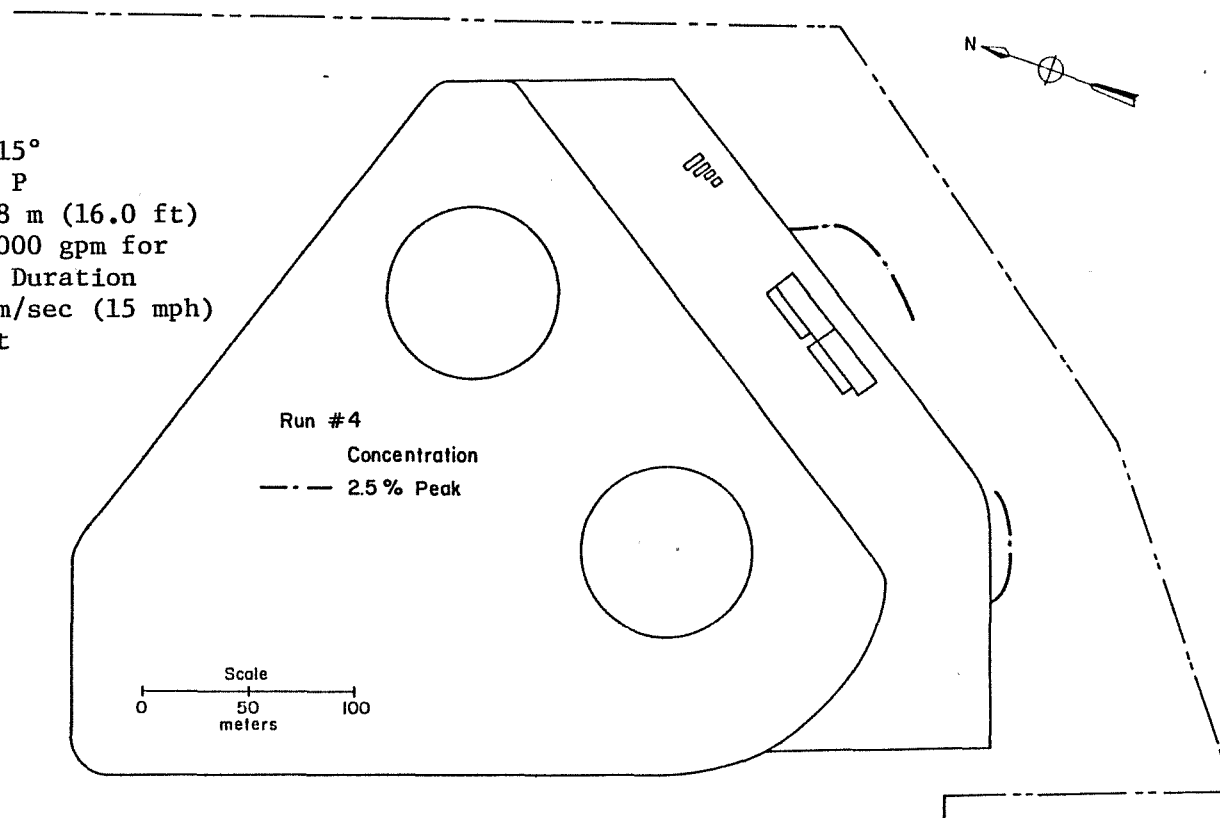 N
15°
P
8 m (16.0 ft)
000 gpm for
Duration
m/sec (15 mph)
t
Run #4
Concentration
2.5 % Peak
Scale
0 50 100
meters